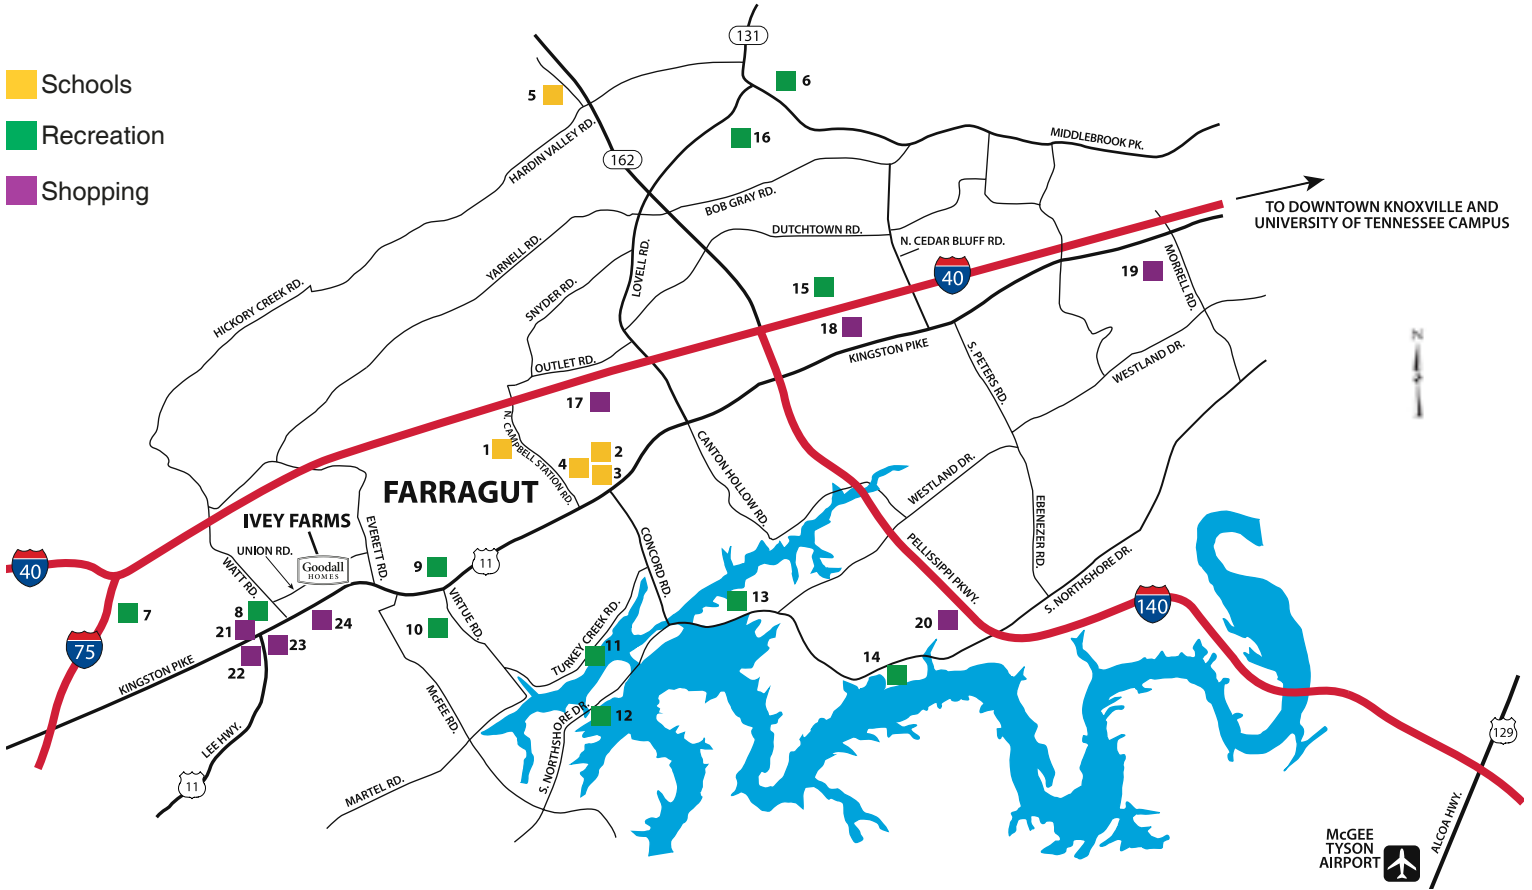 131
6
Schools
5
Recreation
16
HARDIN VALLEY RD.
MIDDLEBROOK PK.
162
Shopping
BOB GRAY RD.
TO DOWNTOWN KNOXVILLE AND
UNIVERSITY OF TENNESSEE CAMPUS
DUTCHTOWN RD.
N. CEDAR BLUFF RD.
YARNELL RD.
LOVELL RD.
40
19
MORRELL RD.
HICKORY CREEK RD.
SNYDER RD.
15
18
N
KINGSTON PIKE
OUTLET RD.
S. PETERS RD.
WESTLAND DR.
17
N. CAMPBELL STATION RD.
1
2
4
3
CANTON HOLLOW RD.
WESTLAND DR.
FARRAGUT
IVEY FARMS
EVERETT RD.
EBENEZER RD.
UNION RD.
Goodall
HOMES
9
11
CONCORD RD.
PELLISSIPPI PKWY.
S. NORTHSHORE DR.
40
WATT RD.
VIRTUE RD.
13
140
7
8
24
10
20
21
TURKEY CREEK RD.
11
23
75
22
14
KINGSTON PIKE
McFEE RD.
12
S. NORTHSHORE DR.
LEE HWY.
129
11
MARTEL RD.
ALCOA HWY.
McGEE
TYSON
AIRPORT